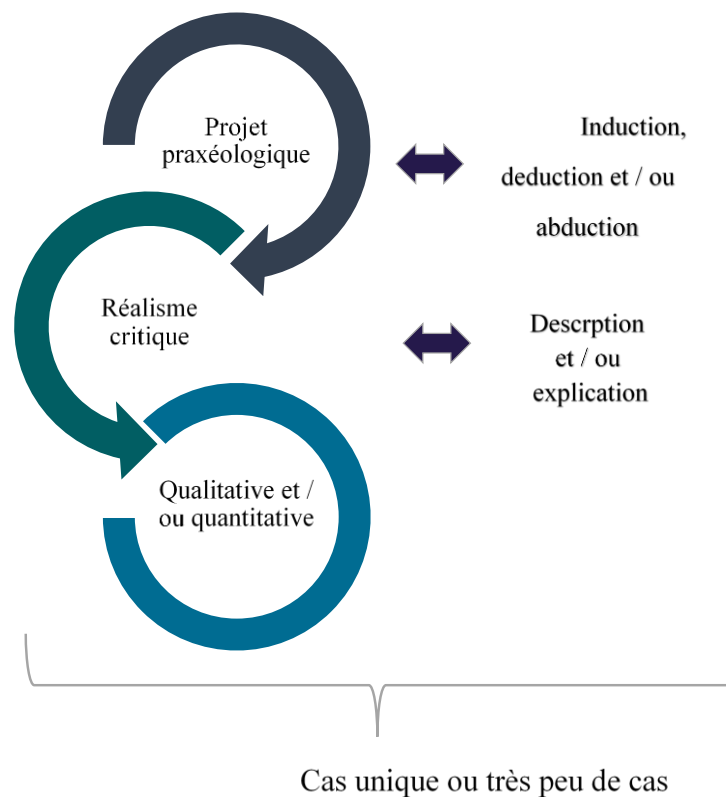 Projet
praxéologique
Induction,
deduction et / ou
abduction
Réalisme
critique
Descrption
et / ou
explication
Qualitative et /
ou quantitative
Cas unique ou très peu de cas